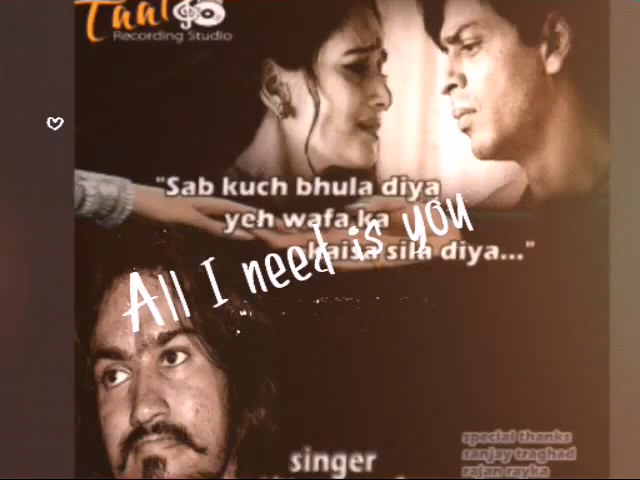 Taal
Recording Studio
"Sab kuch bhula diya
yeh wafa ka
kaisa sila diya..."
All I need is you
singer
special thanks
sanjay traghad
rajan rayka